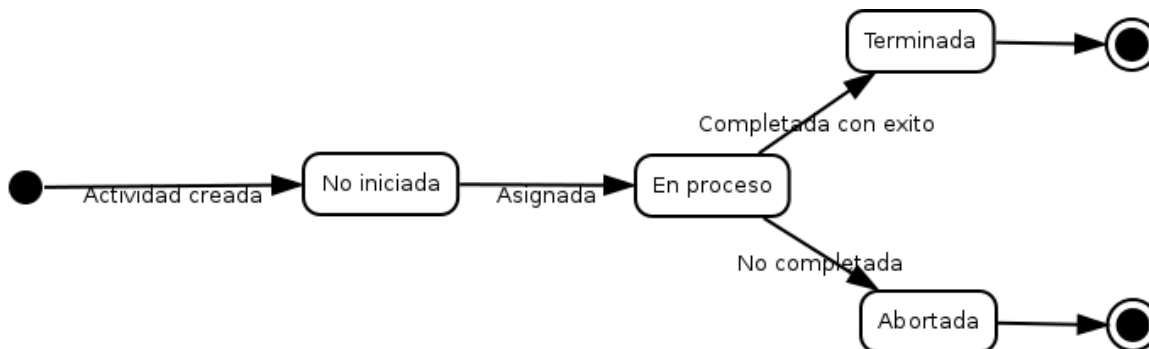 Terminada
Completada con exito
Actividad creada
No iniciada
Asignada
En proceso
No completada
Abortada